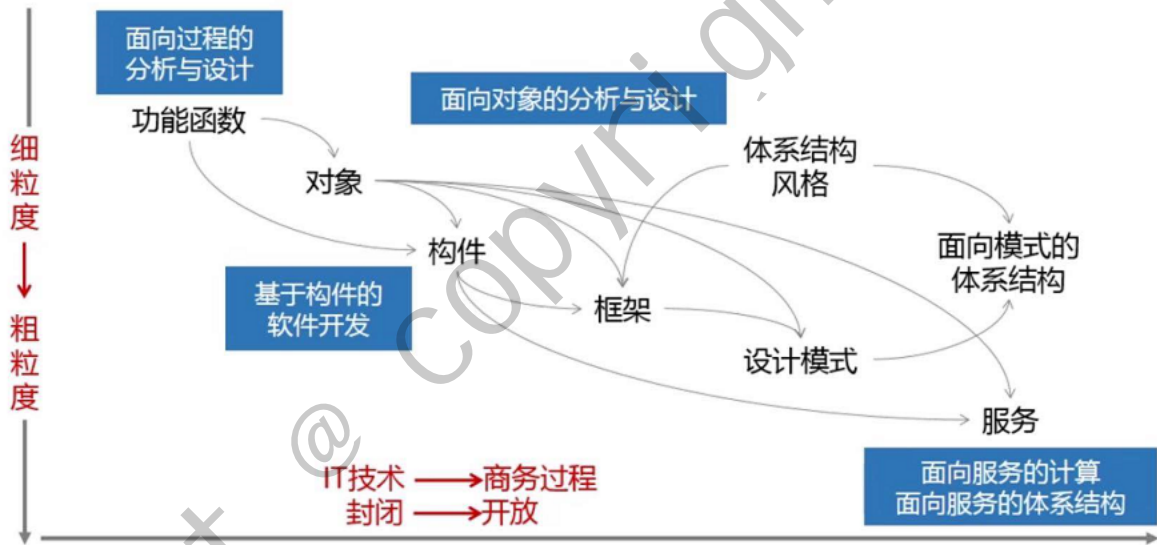 面向过程的
分析与设计
面向对象的分析与设计
功能函数
细粒度
对象
体系结构
风格
构件
面向模式的
体系结构
基于构件的
软件开发
框架
粗粒度
设计模式
服务
IT技术
商务过程
封闭
开放
面向服务的计算
面向服务的体系结构
@ copyright